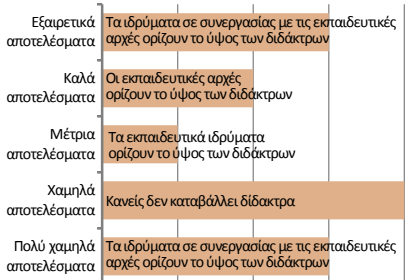 Εξαιρετικά
αποτελέσματα
Τα ιδρύματα σε συνεργασίας με τις εκπαιδευτικές
αρχές ορίζουν το ύψος των διδάκτρων
Καλά
αποτελέσματα
Οι εκπαιδευτικές αρχές
ορίζουν το ύψος των διδάκτρων
Μέτρια
αποτελέσματα
Τα εκπαιδευτικά ιδρύματα
ορίζουν το ύψος των διδάκτρων
Χαμηλά
αποτελέσματα
Κανείς δεν καταβάλλει δίδακτρα
Πολύ χαμηλά
αποτελέσματα
Τα ιδρύματα σε συνεργασίας με τις εκπαιδευτικές
αρχές ορίζουν το ύψος των διδάκτρων